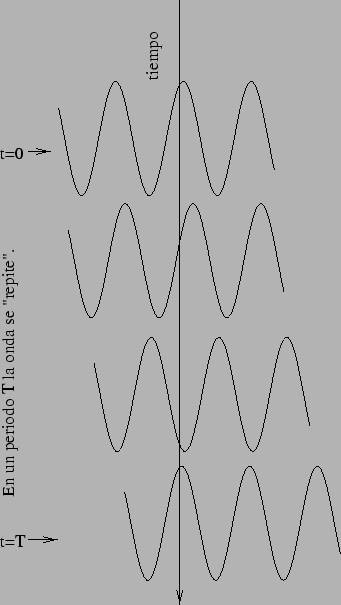 tiempo
t=0
En un periodo T la onda se "repite".
t=T